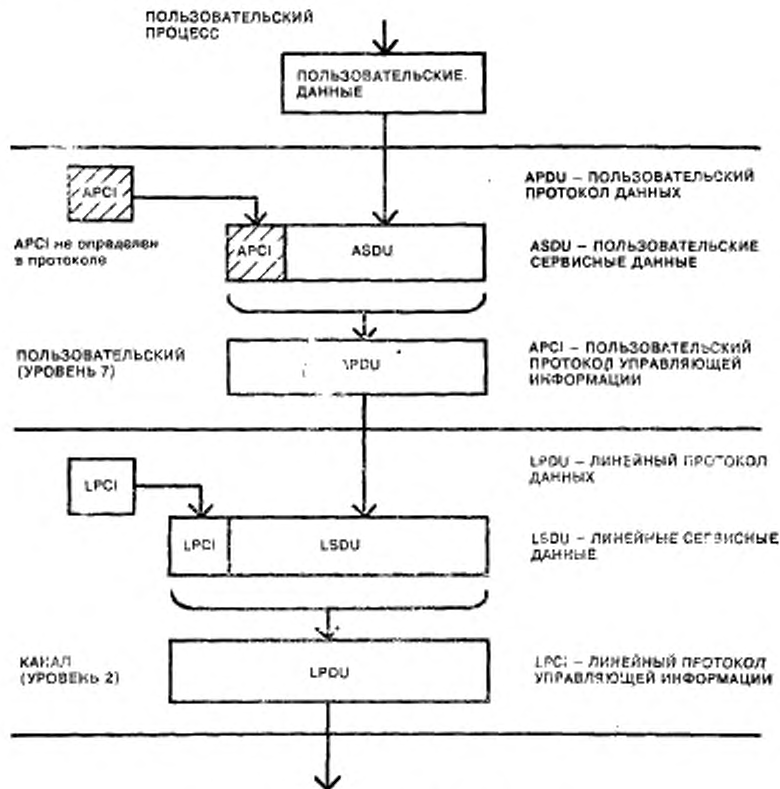 ПОЛЬЗОВАТЕЛЬСКИЙ
ПРОЦЕСС
ПОЛЬЗОВАТЕЛЬСКИЕ
ДАННЫЕ
APCI
APDU – ПОЛЬЗОВАТЕЛЬСКИЙ
ПРОТОКОЛ ДАННЫХ
APCI не определен
в протоколе
APCI
ASDU
ASDU – ПОЛЬЗОВАТЕЛЬСКИЕ
СЕРВИСНЫЕ ДАННЫЕ
ПОЛЬЗОВАТЕЛЬСКИЙ
(УРОВЕНЬ 7)
APDU
APCI – ПОЛЬЗОВАТЕЛЬСКИЙ
ПРОТОКОЛ УПРАВЛЯЮЩЕЙ
ИНФОРМАЦИИ
LPCI
LPDU – ЛИНЕЙНЫЙ ПРОТОКОЛ
ДАННЫХ
LPCI
LSDU
LSDU – ЛИНЕЙНЫЕ СЕРВИСНЫЕ
ДАННЫЕ
КАНАЛ
(УРОВЕНЬ 2)
LPDU
LPCI – ЛИНЕЙНЫЙ ПРОТОКОЛ
УПРАВЛЯЮЩЕЙ ИНФОРМАЦИИ